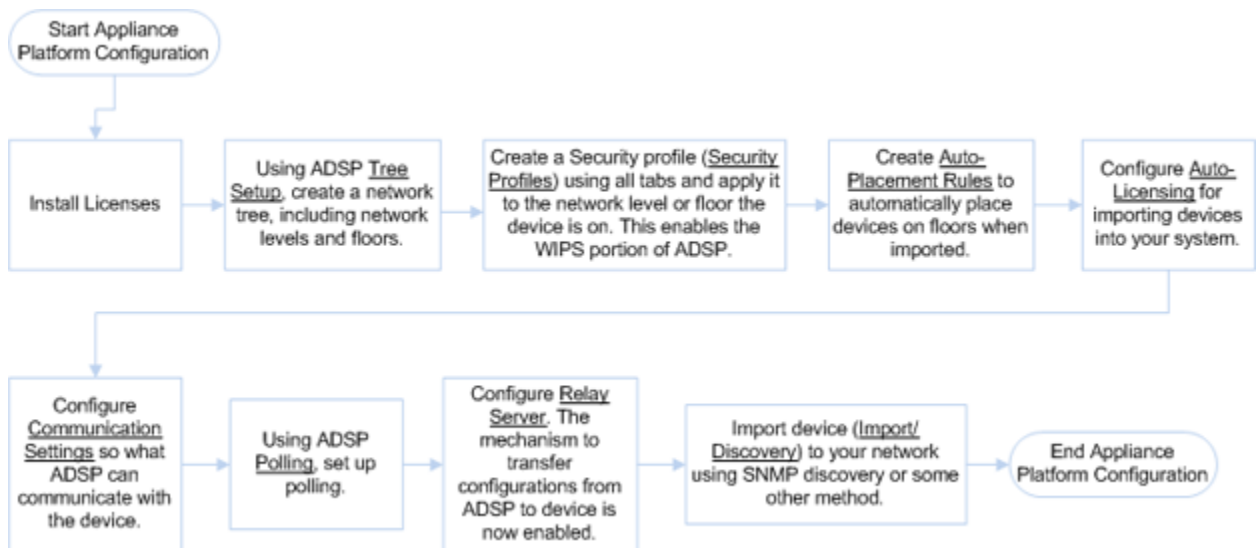 Start Appliance
Platform Configuration
Install Licenses
Using ADSP Tree
Setup, create a network
tree, including network
levels and floors.
Create a Security profile (Security
Profiles) using all tabs and apply it
to the network level or floor the
device is on. This enables the
WIPS portion of ADSP.
Create Auto-
Placement Rules to
automatically place
devices on floors when
imported.
Configure Auto-
Licensing for
importing devices
into your system.
Configure
Communication
Settings so what
ADSP can
communicate with
the device.
Using ADSP
Polling, set up
polling.
Configure Relay
Server. The
mechanism to
transfer
configurations from
ADSP to device is
now enabled.
Import device (Import/
Discovery) to your network
using SNMP discovery or some
other method.
End Appliance
Platform Configuration